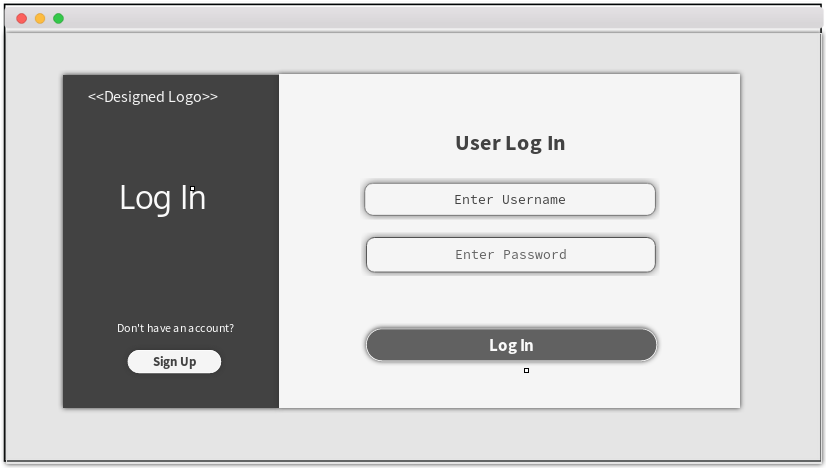 <<Designed Logo>>
Log In
Don't have an account?
Sign Up
User Log In
Enter Username
Enter Password
Log In